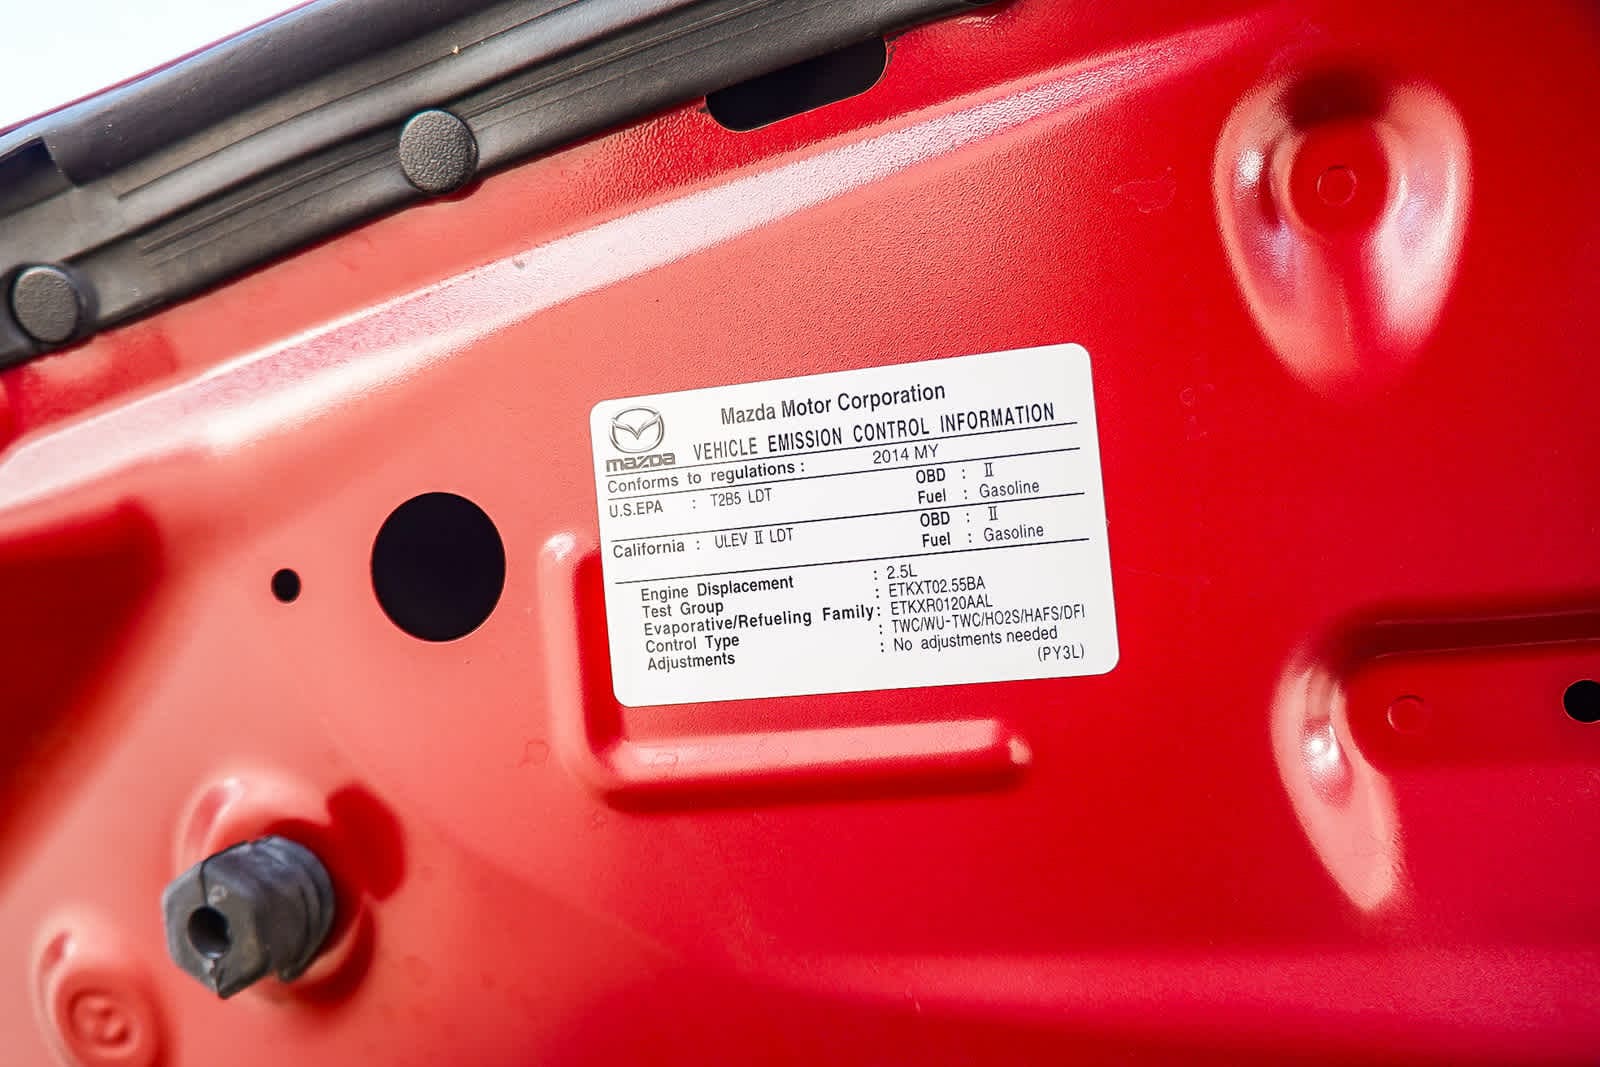 Mazda Motor Corporation
mazda VEHICLE EMISSION CONTROL INFORMATION
Conforms to regulations : 2014 MY
U.S.EPA : T2B5 LDT OBD : II
Fuel : Gasoline
California : ULEV II LDT OBD : II
Fuel : Gasoline
Engine Displacement : 2.5L
Test Group : ETKXT02.55BA
Evaporative/Refueling Family : ETKXR0120AAL
Control Type : TWC/WU-TWC/HO2S/HAFS/DFI
Adjustments : No adjustments needed
(PY3L)